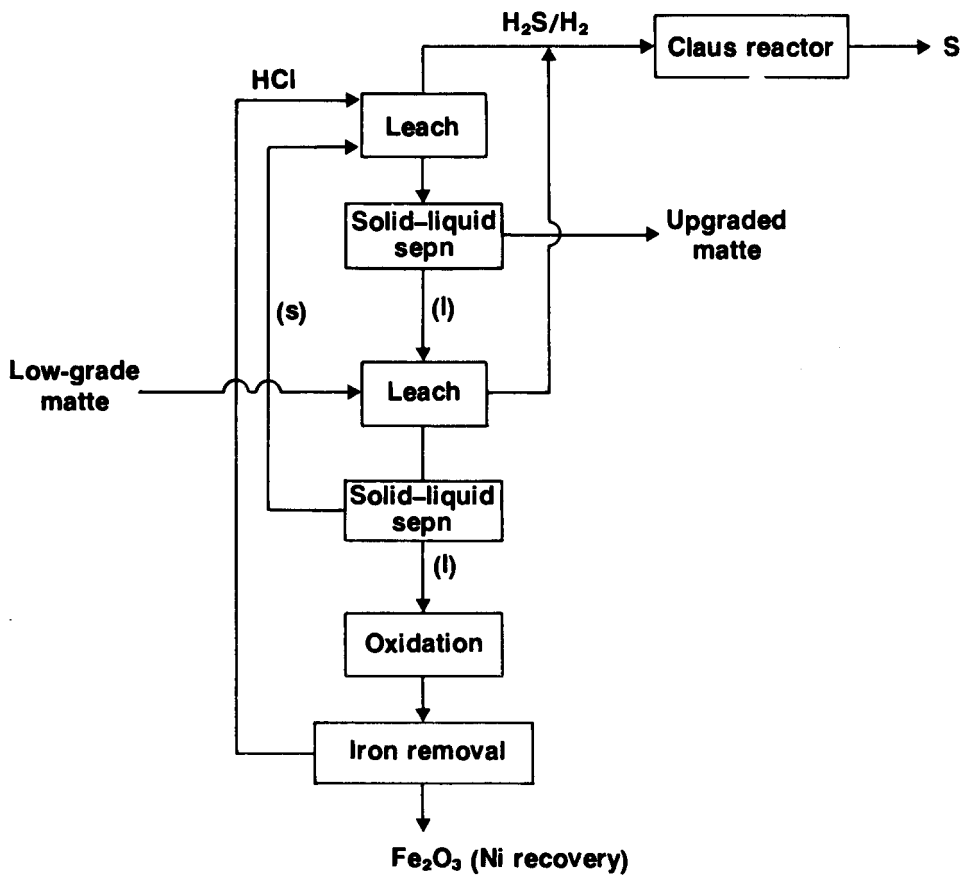 H₂S/H₂
Claus reactor
S
HCl
Leach
Solid–liquid
sepn
Upgraded
matte
(s)
(l)
Low-grade
matte
Leach
Solid–liquid
sepn
(l)
Oxidation
Iron removal
Fe₂O₃ (Ni recovery)